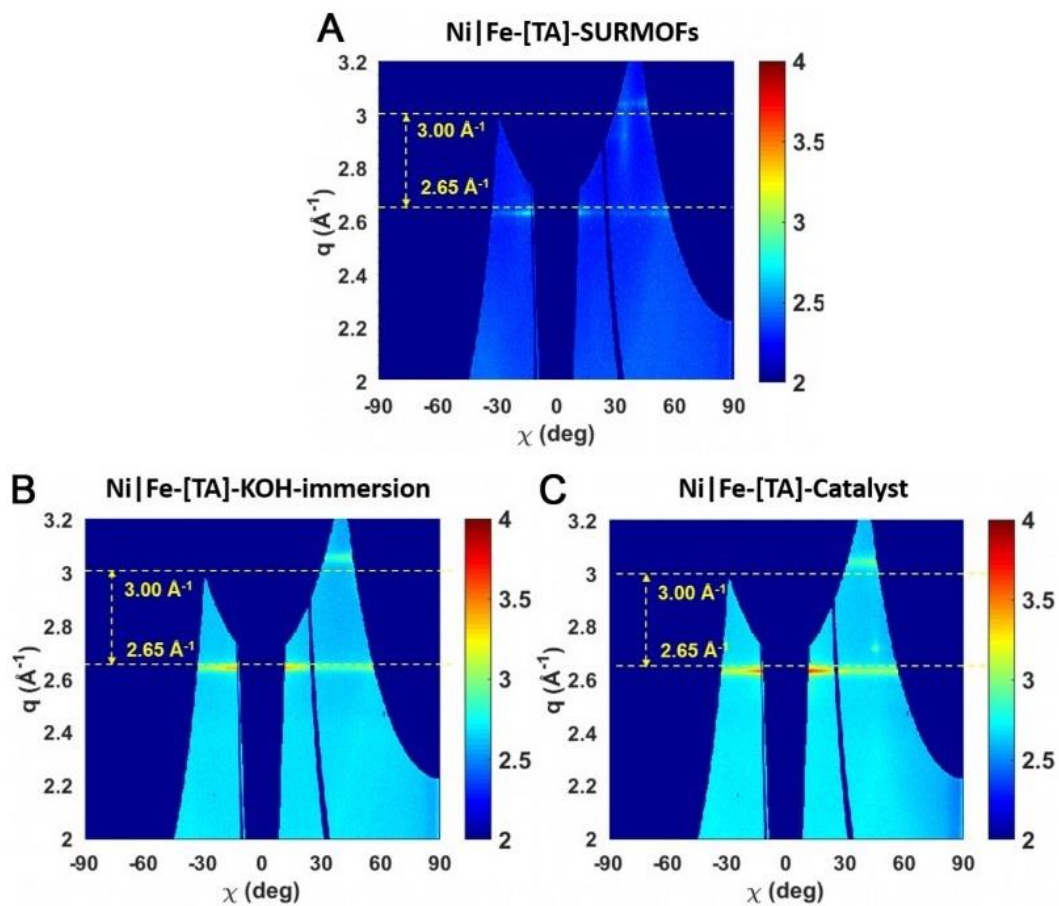 A
Ni|Fe-[TA]-SURMOFs
3.2
3
2.8
2.6
2.4
2.2
2
q (Å⁻¹)
3.00 Å⁻¹
2.65 Å⁻¹
-90 -60 -30 0 30 60 90
χ (deg)
4
3.5
3
2.5
2
B
Ni|Fe-[TA]-KOH-immersion
3.2
3
2.8
2.6
2.4
2.2
2
q (Å⁻¹)
3.00 Å⁻¹
2.65 Å⁻¹
-90 -30 0 30 60 90
χ (deg)
4
3.5
3
2.5
2
C
Ni|Fe-[TA]-Catalyst
3.2
3
2.8
2.6
2.4
2.2
2
q (Å⁻¹)
3.00 Å⁻¹
2.65 Å⁻¹
-90 -30 0 30 60 90
χ (deg)
4
3.5
3
2.5
2